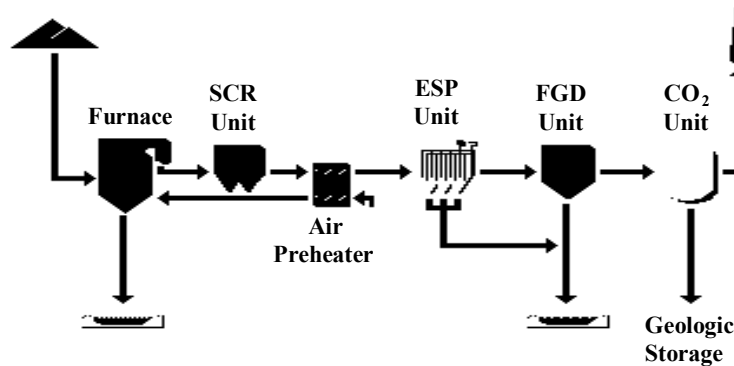 Furnace
SCR
Unit
Air
Preheater
ESP
Unit
FGD
Unit
CO₂
Unit
Geologic
Storage